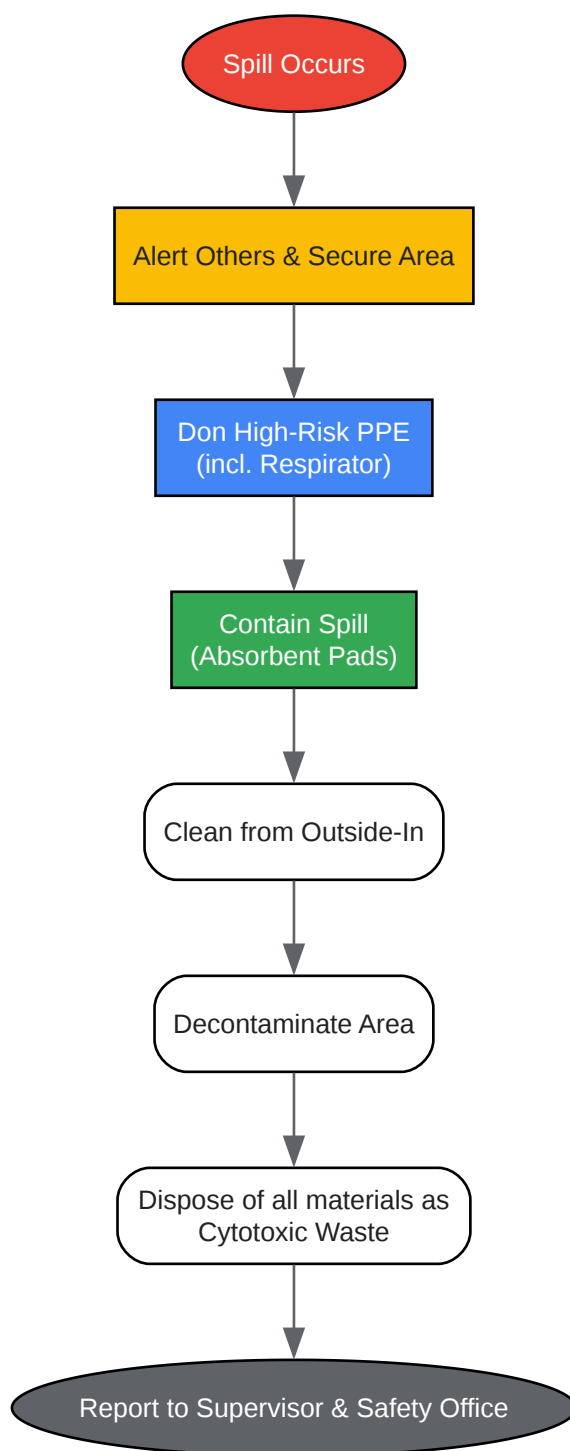 Spill Occurs
Alert Others & Secure Area
Don High-Risk PPE
(incl. Respirator)
Contain Spill
(Absorbent Pads)
Clean from Outside-In
Decontaminate Area
Dispose of all materials as
Cytotoxic Waste
Report to Supervisor & Safety Office